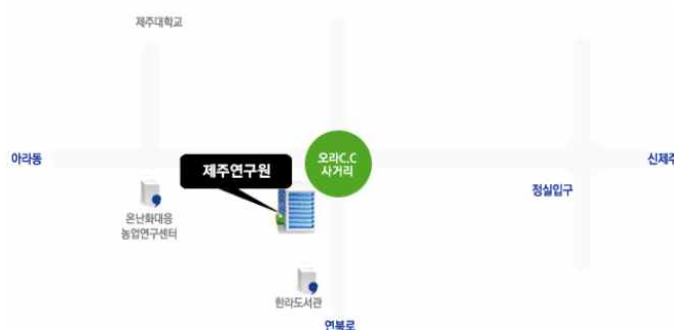 제주대학교
아라동
제주연구원
오라C.C
사거리
신제주
정실입구
온난화대응
농업연구센터
한라도서관
연북로